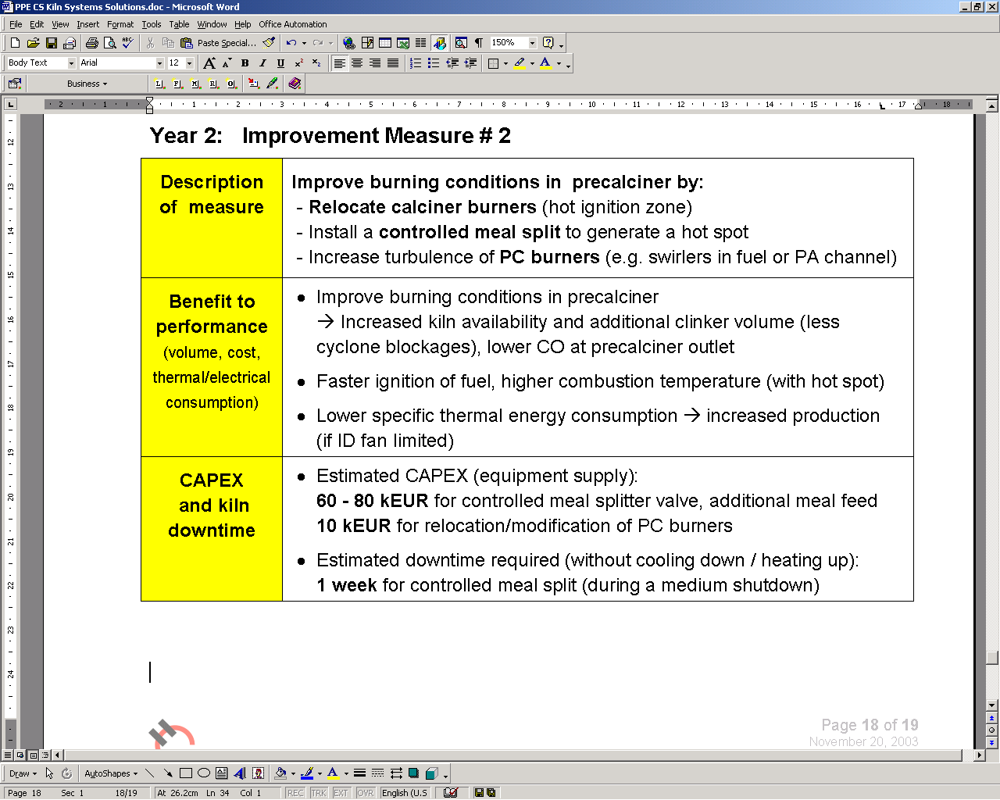 PPE CS Kiln Systems Solutions.doc - Microsoft Word
File Edit View Insert Format Tools Table Window Help Office Automation
Paste Special... 150%
Body Text Arial 12 A A B I U x² x₂
Business L F M R O
2 1 1 2 3 4 5 6 7 8 9 10 11 12 13 14 15 16 17 18
Year 2: Improvement Measure # 2
Description
of measure
Improve burning conditions in precalciner by:
- Relocate calciner burners (hot ignition zone)
- Install a controlled meal split to generate a hot spot
- Increase turbulence of PC burners (e.g. swirlers in fuel or PA channel)
Benefit to
performance
(volume, cost,
thermal/electrical
consumption)
● Improve burning conditions in precalciner
→ Increased kiln availability and additional clinker volume (less
cyclone blockages), lower CO at precalciner outlet
● Faster ignition of fuel, higher combustion temperature (with hot spot)
● Lower specific thermal energy consumption → increased production
(if ID fan limited)
CAPEX
and kiln
downtime
● Estimated CAPEX (equipment supply):
60 - 80 kEUR for controlled meal splitter valve, additional meal feed
10 kEUR for relocation/modification of PC burners
● Estimated downtime required (without cooling down / heating up):
1 week for controlled meal split (during a medium shutdown)
12
13
14
15
16
17
18
19
20
21
22
23
24
Page 18 of 19
November 20, 2003
Draw AutoShapes
Page 18 Sec 1 18/19 At 26.2cm Ln 34 Col 1 REC TRK EXT OVR English (U.S